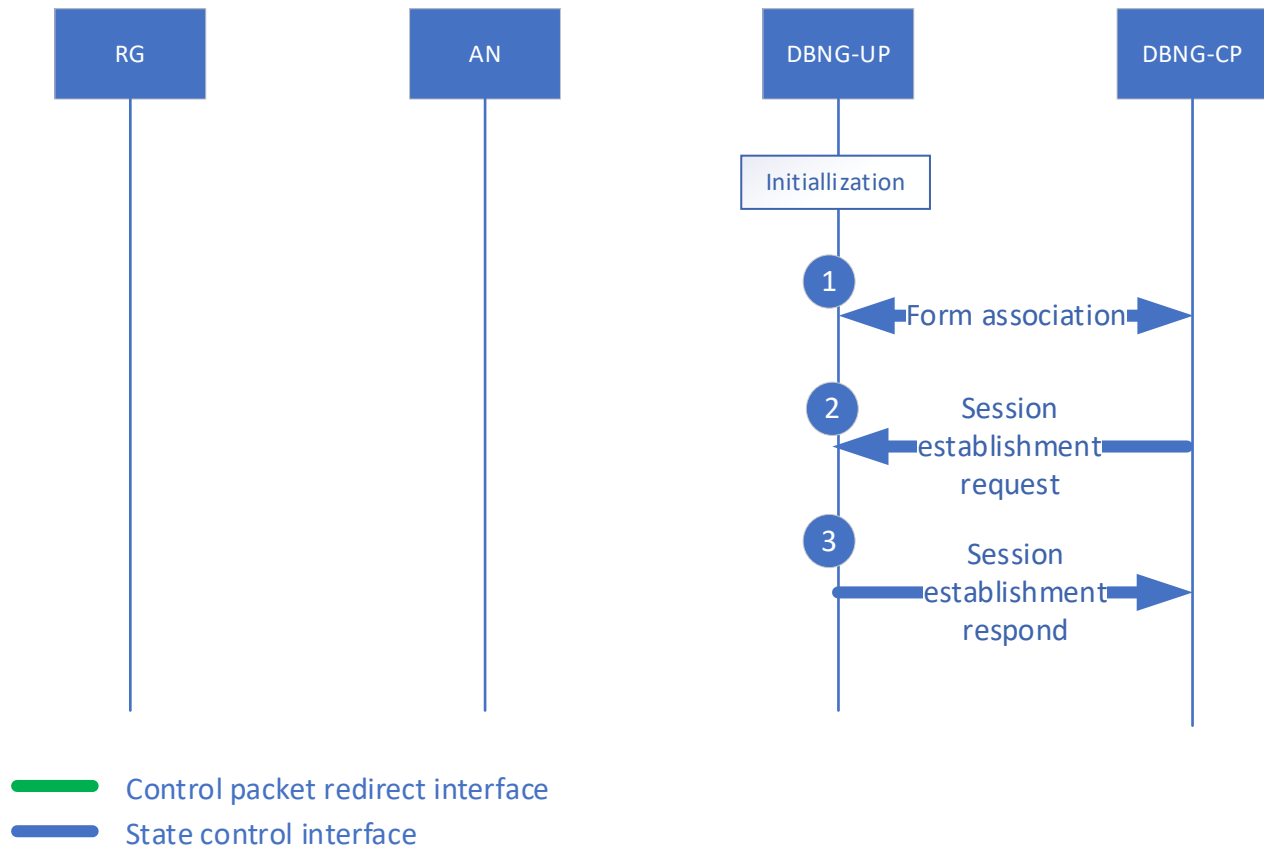 RG
AN
DBNG-UP
DBNG-CP
Initiallization
1
Form association
2
Session
establishment
request
3
Session
establishment
respond
Control packet redirect interface
State control interface